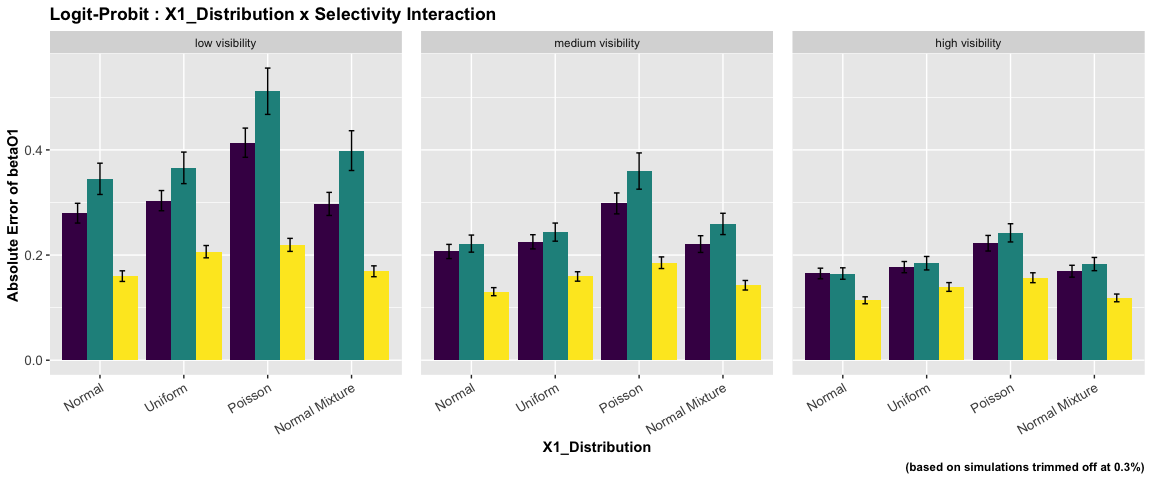 Logit-Probit : X1_Distribution x Selectivity Interaction
low visibility
medium visibility
high visibility
Absolute Error of betaO1
0.4
0.2
0.0
Normal
Uniform
Poisson
Normal Mixture
Normal
Uniform
Poisson
Normal Mixture
Normal
Uniform
Poisson
Normal Mixture
X1_Distribution
(based on simulations trimmed off at 0.3%)